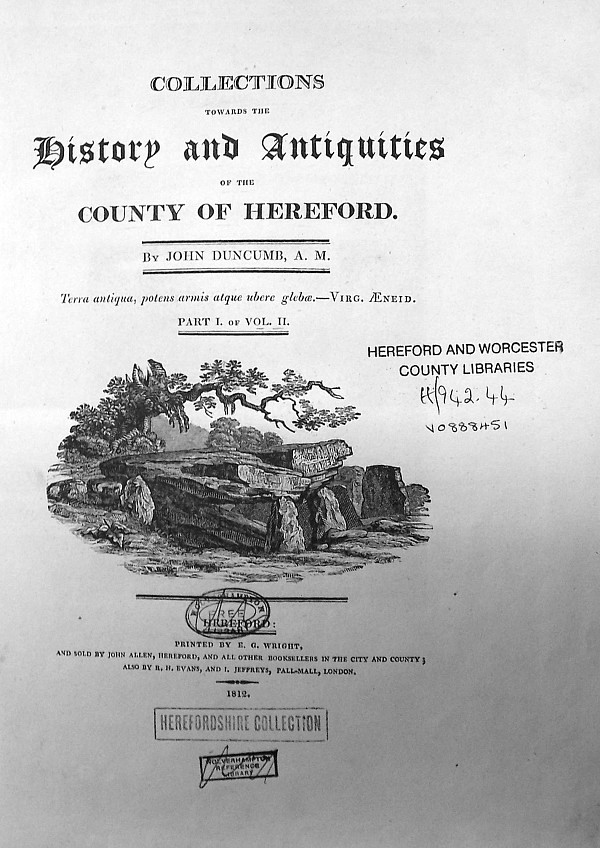 COLLECTIONS
TOWARDS THE
History and Antiquities
OF THE
COUNTY OF HEREFORD.
By JOHN DUNCUMB, A. M.
Terra antiqua, potens armis atque ubere glebæ.—Virg. Æneid.
PART I. of VOL. II.
HEREFORD AND WORCESTER
COUNTY LIBRARIES
H/942.44
V0888451
FREE
HEREFORD:
PRINTED BY E. G. WRIGHT,
AND SOLD BY JOHN ALLEN, HEREFORD, AND ALL OTHER BOOKSELLERS IN THE CITY AND COUNTY;
ALSO BY R. H. EVANS, AND I. JEFFREYS, PALL-MALL, LONDON.
1812.
HEREFORDSHIRE COLLECTION
WOLVERHAMPTON
REFERENCE
LIBRARY